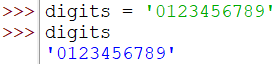 >>> digits = '0123456789'
>>> digits
'0123456789'